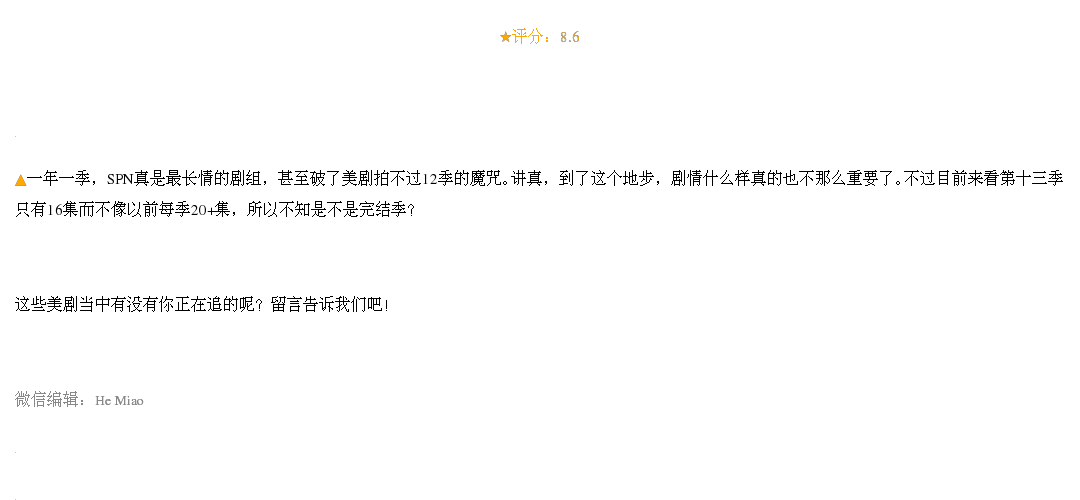 ★评分：8.6
▲一年一季，SPN真是最长情的剧组，甚至破了美剧拍不过12季的魔咒。讲真，到了这个地步，剧情什么样真的也不那么重要了。不过目前来看第十三季
只有16集而不像以前每季20+集，所以不知是不是完结季？
这些美剧当中有没有你正在追的呢？留言告诉我们吧！
微信编辑：He Miao